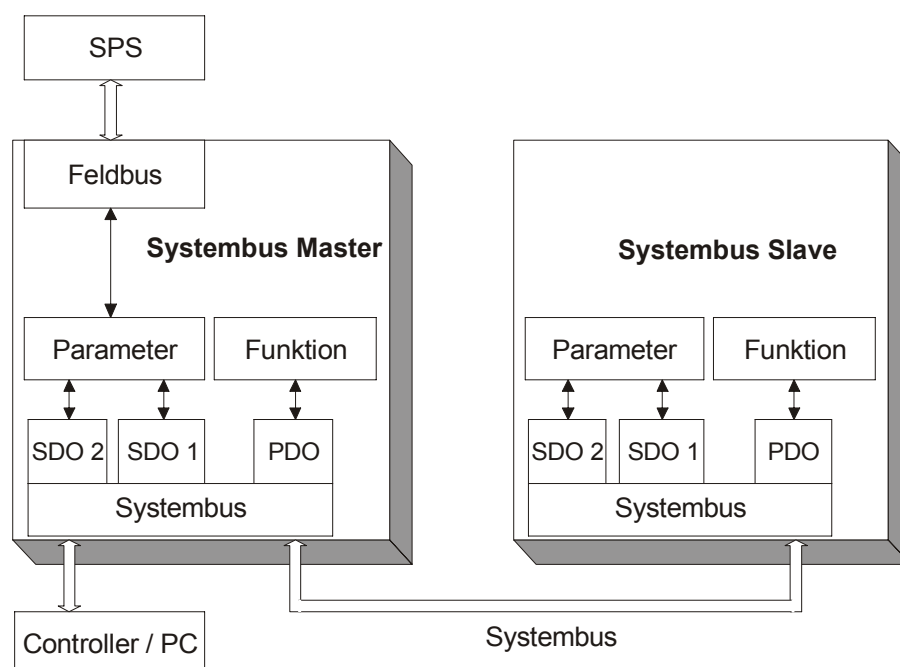 SPS
Feldbus
Systembus Master
Systembus Slave
Parameter
Funktion
Parameter
Funktion
SDO 2
SDO 1
PDO
SDO 2
SDO 1
PDO
Systembus
Systembus
Controller / PC
Systembus